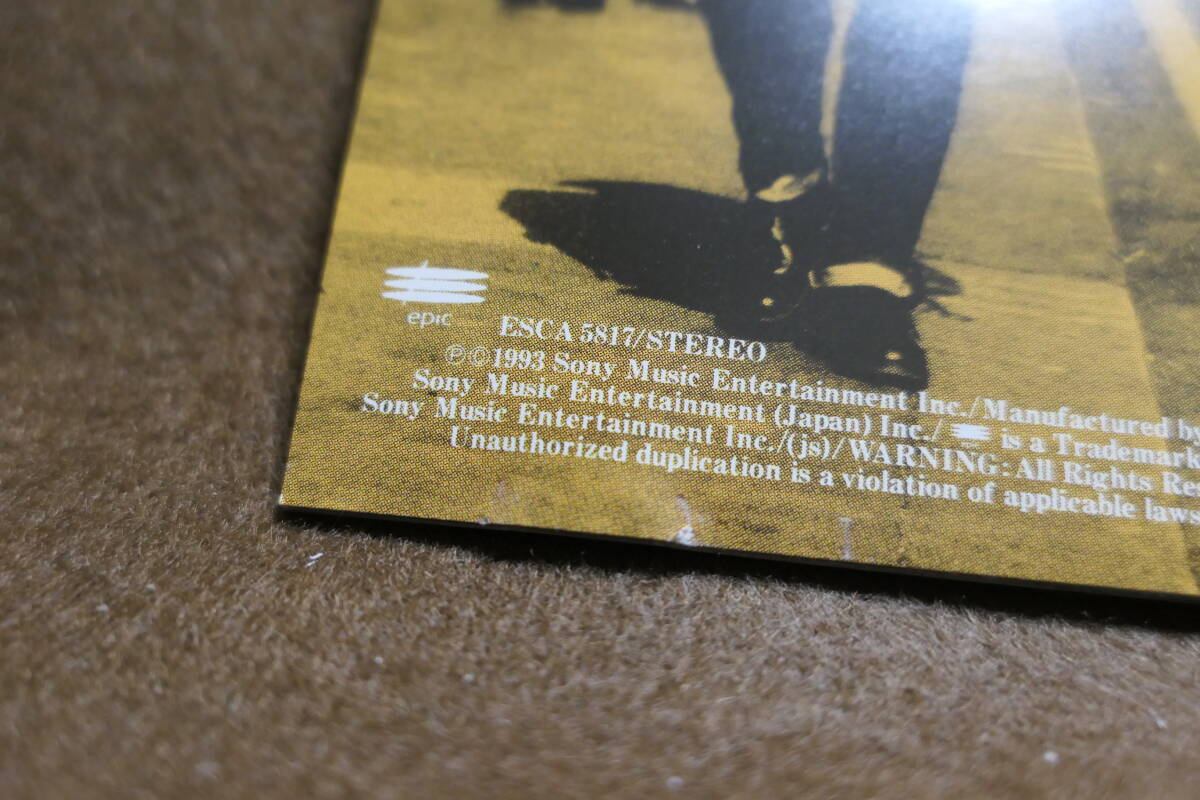 epic
ESCA 5817/STEREO
℗©1993 Sony Music Entertainment Inc./Manufactured by
Sony Music Entertainment (Japan) Inc./ is a Trademark
Sony Music Entertainment Inc./(js)/WARNING: All Rights Re
Unauthorized duplication is a violation of applicable laws